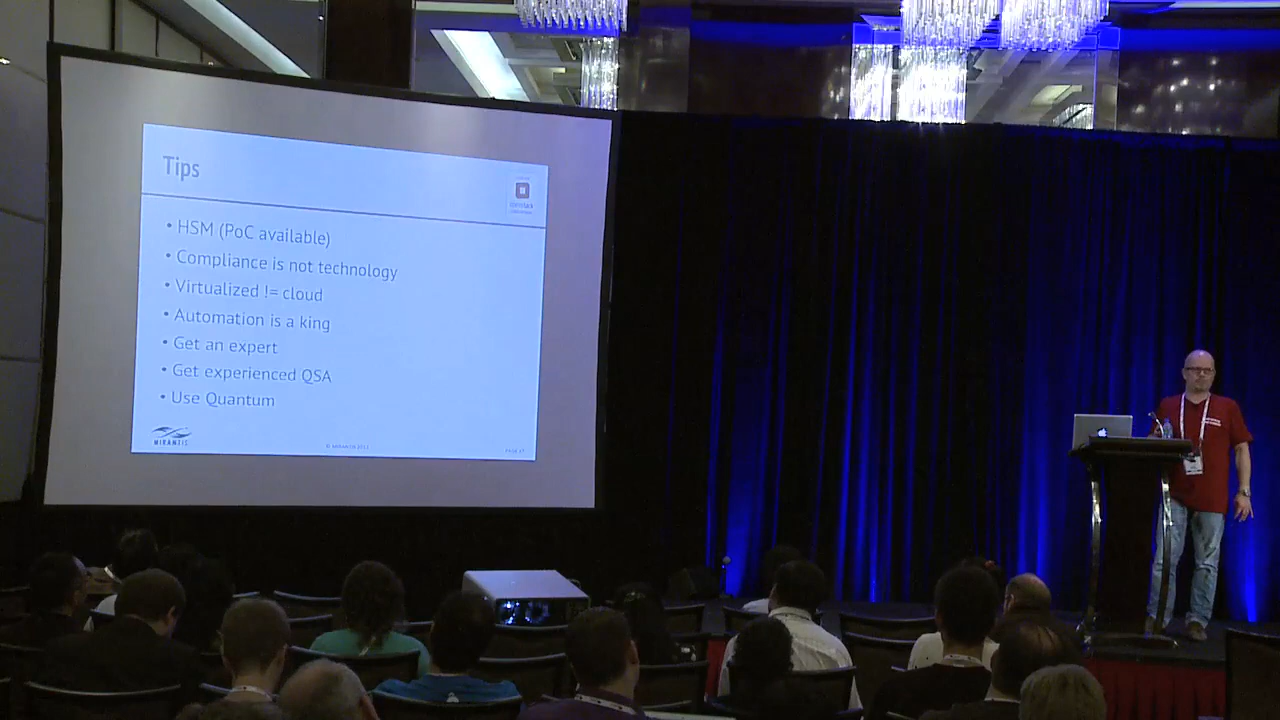 Tips
openstack
• HSM (PoC available)
• Compliance is not technology
• Virtualized != cloud
• Automation is a king
• Get an expert
• Get experienced QSA
• Use Quantum
MIRANTIS